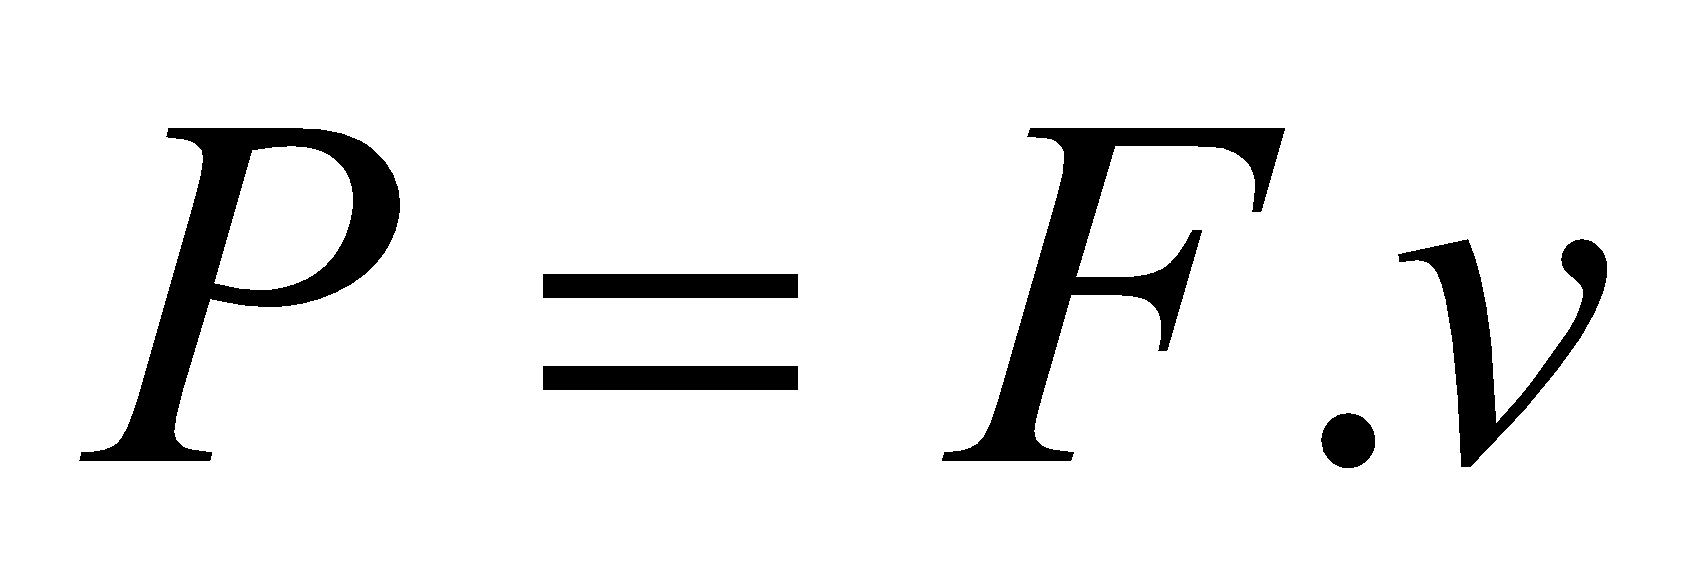 P = F.v